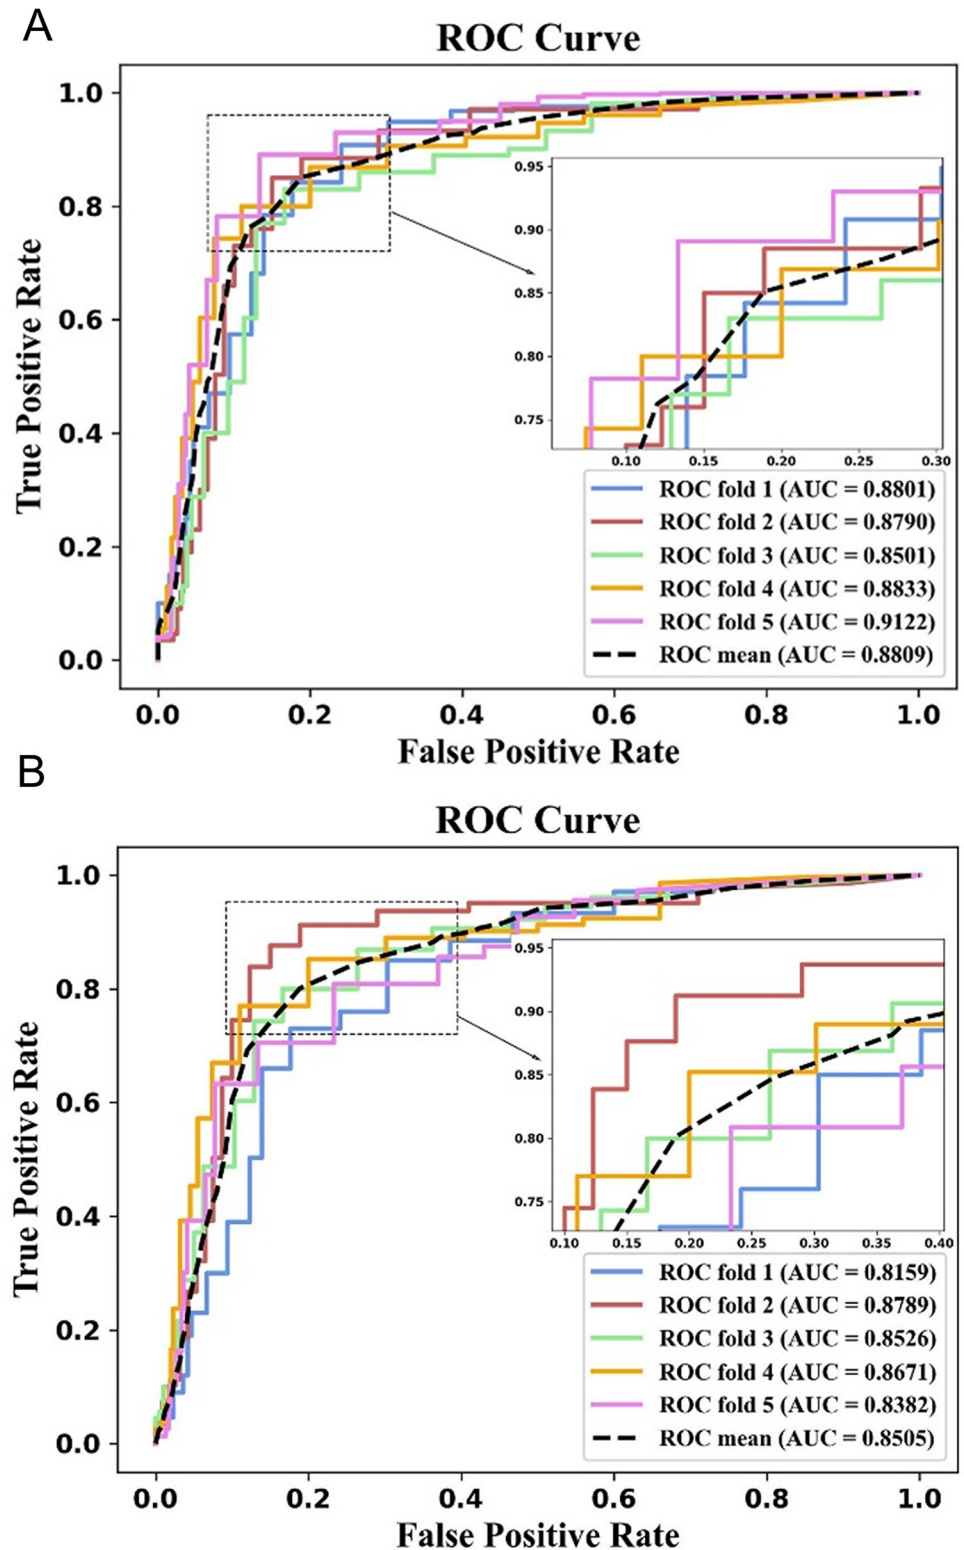 A
ROC Curve
True Positive Rate
1.0
0.8
0.6
0.4
0.2
0.0
0.95
0.90
0.85
0.80
0.75
0.10 0.15 0.20 0.25 0.30
ROC fold 1 (AUC = 0.8801)
ROC fold 2 (AUC = 0.8790)
ROC fold 3 (AUC = 0.8501)
ROC fold 4 (AUC = 0.8833)
ROC fold 5 (AUC = 0.9122)
ROC mean (AUC = 0.8809)
0.0 0.2 0.4 0.6 0.8 1.0
False Positive Rate
B
ROC Curve
True Positive Rate
1.0
0.8
0.6
0.4
0.2
0.0
0.95
0.90
0.85
0.80
0.75
0.10 0.15 0.20 0.25 0.30 0.35 0.40
ROC fold 1 (AUC = 0.8159)
ROC fold 2 (AUC = 0.8789)
ROC fold 3 (AUC = 0.8526)
ROC fold 4 (AUC = 0.8671)
ROC fold 5 (AUC = 0.8382)
ROC mean (AUC = 0.8505)
0.0 0.2 0.4 0.6 0.8 1.0
False Positive Rate